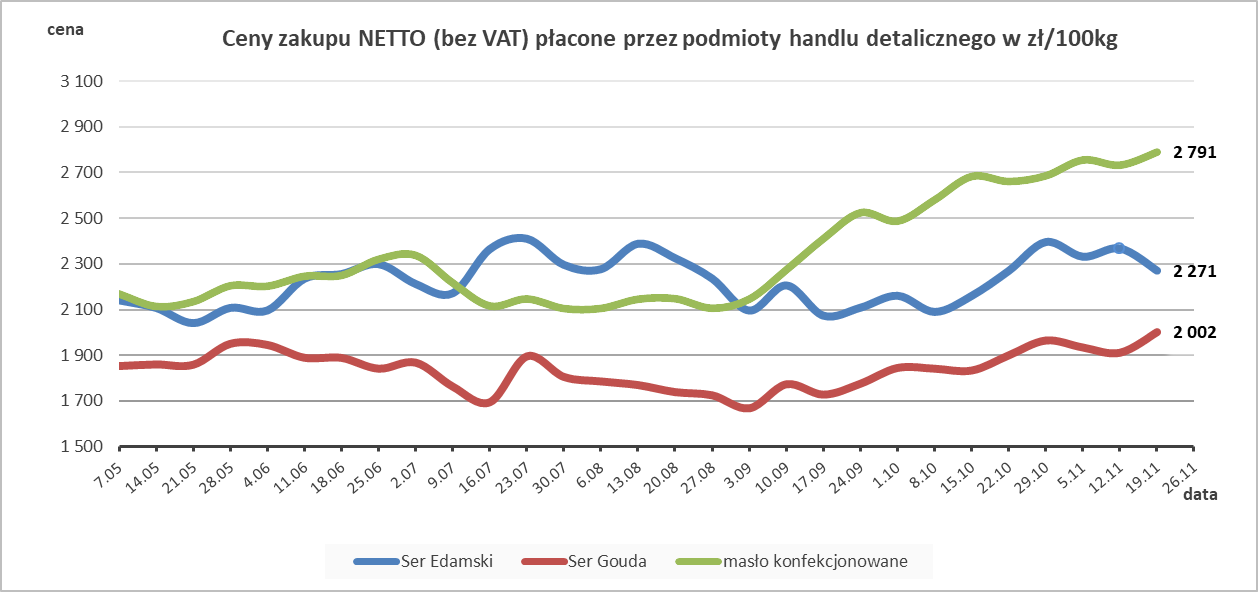 cena
Ceny zakupu NETTO (bez VAT) płacone przez podmioty handlu detalicznego w zł/100kg
3 100
2 900
2 700
2 500
2 300
2 100
1 900
1 700
1 500
2 791
2 271
2 002
7.05 14.05 21.05 28.05 4.06 11.06 18.06 25.06 2.07 9.07 16.07 23.07 30.07 6.08 13.08 20.08 27.08 3.09 10.09 17.09 24.09 1.10 8.10 15.10 22.10 29.10 5.11 12.11 19.11 26.11
data
Ser Edamski Ser Gouda masło konfekcjonowane